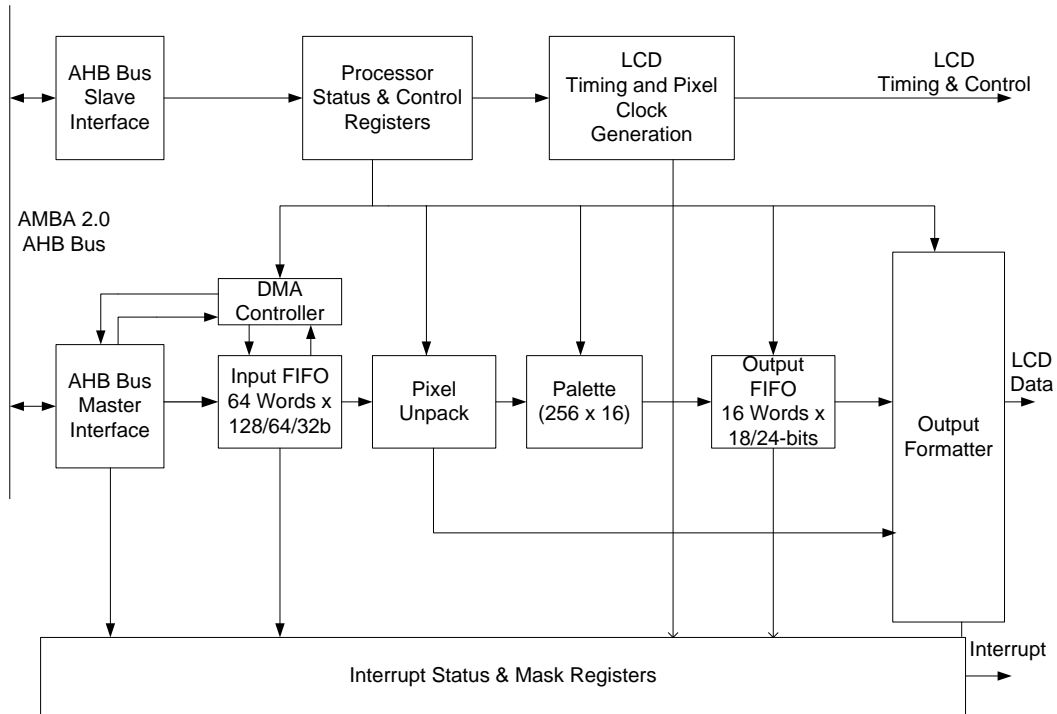 AHB Bus
Slave
Interface
Processor
Status & Control
Registers
LCD
Timing and Pixel
Clock
Generation
LCD
Timing & Control
AMBA 2.0
AHB Bus
DMA
Controller
AHB Bus
Master
Interface
Input FIFO
64 Words x
128/64/32b
Pixel
Unpack
Palette
(256 x 16)
Output
FIFO
16 Words x
18/24-bits
Output
Formatter
LCD
Data
Interrupt Status & Mask Registers
Interrupt